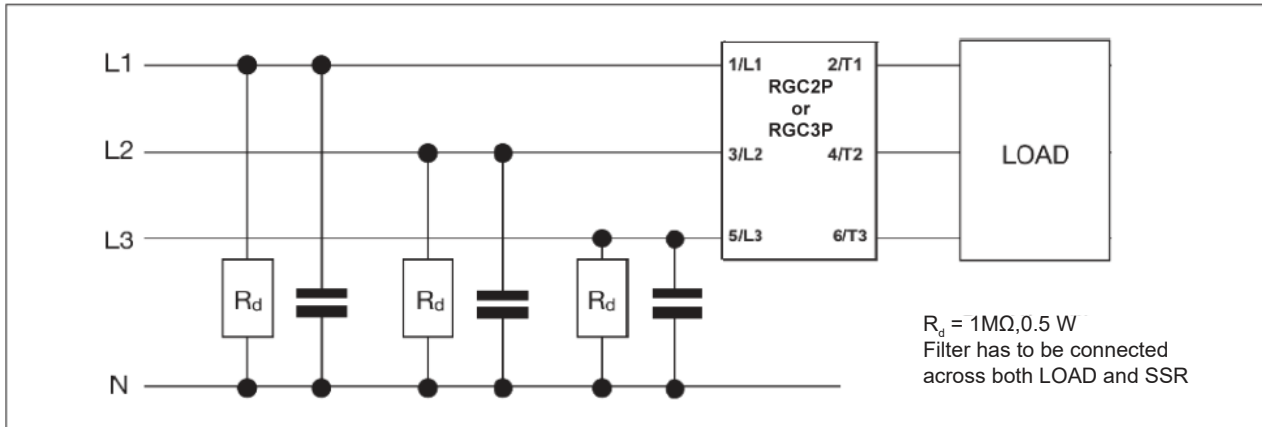 L1
1/L1 2/T1
RGC2P
or
RGC3P
L2
3/L2 4/T2
LOAD
L3
5/L3 6/T3
Rd Rd Rd
Rd = 1MΩ,0.5 W
Filter has to be connected
across both LOAD and SSR
N